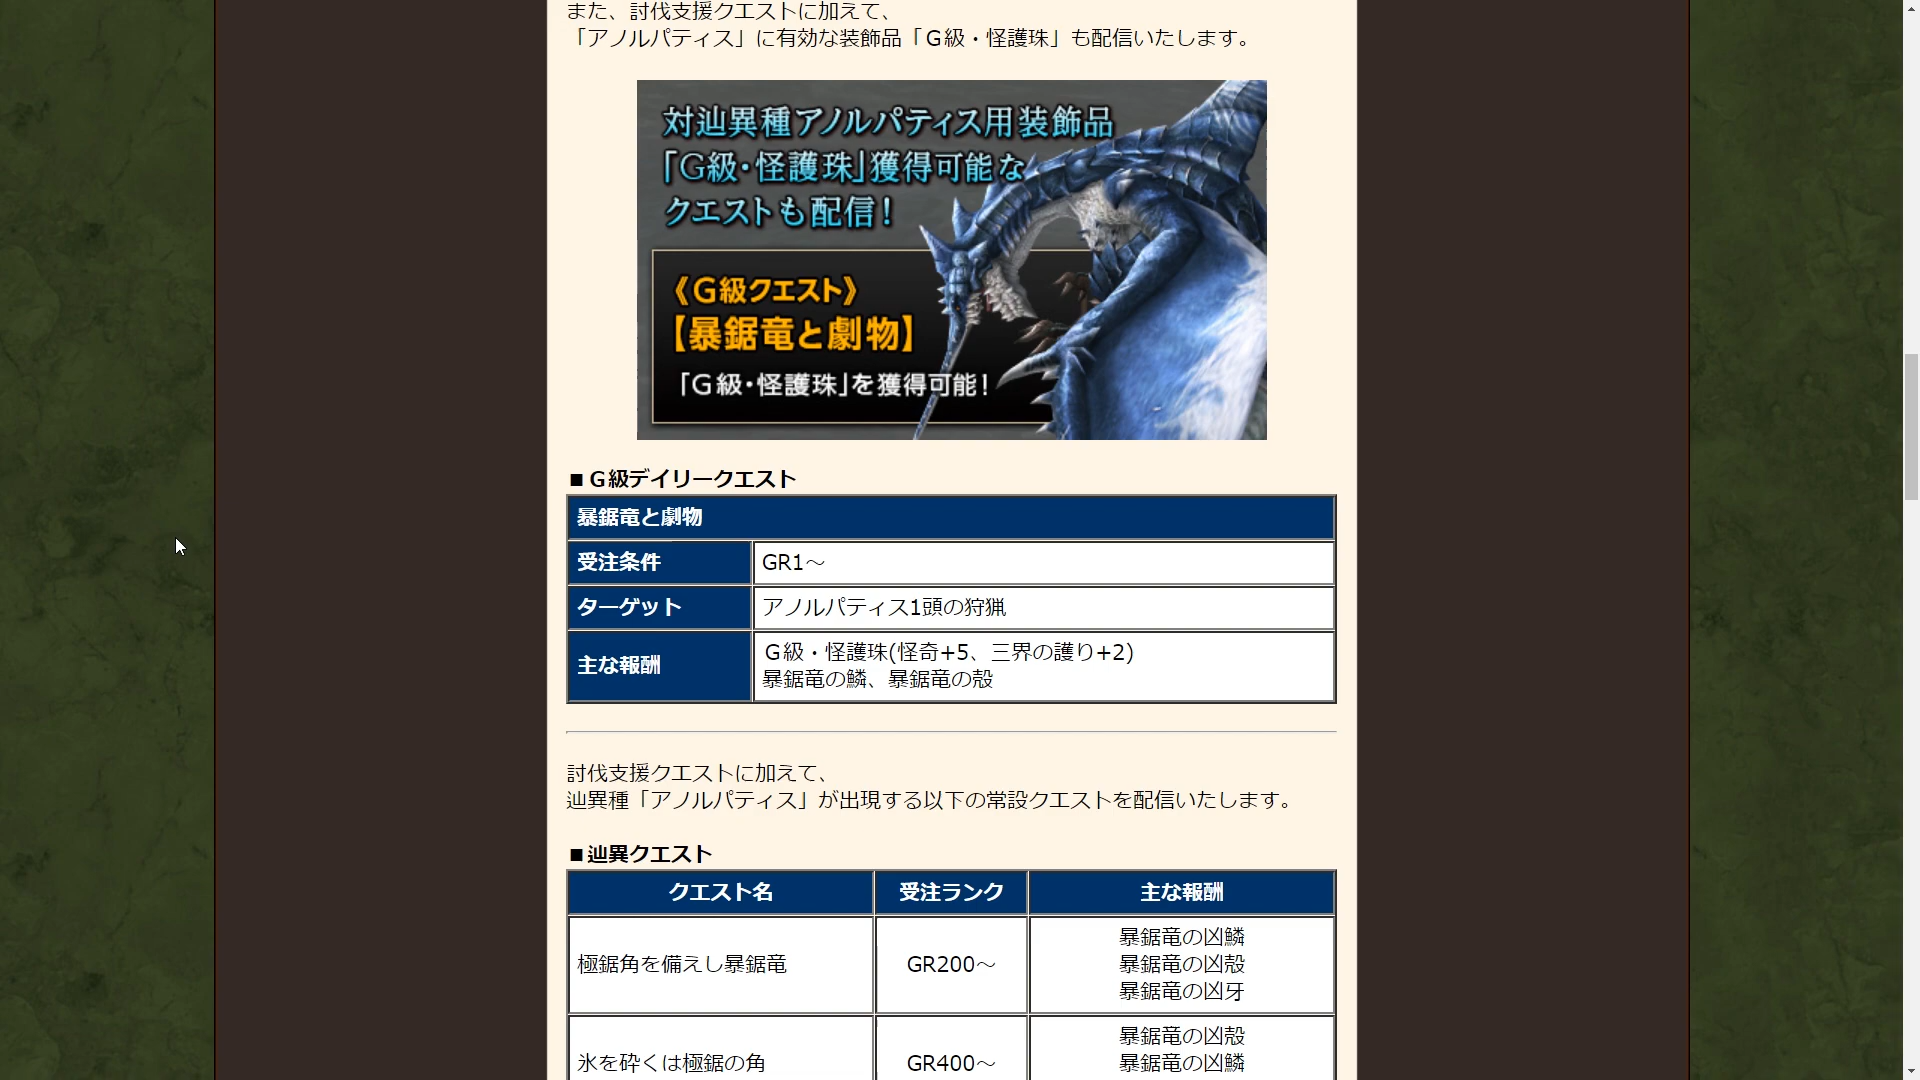 また、討伐支援クエストに加えて、
「アノルパティス」に有効な装飾品「Ｇ級・怪護珠」も配信いたします。
対辿異種アノルパティス用装飾品
「Ｇ級・怪護珠」獲得可能な
クエストも配信！
《Ｇ級クエスト》
【暴鋸竜と劇物】
「Ｇ級・怪護珠」を獲得可能！
■Ｇ級デイリークエスト
暴鋸竜と劇物
受注条件 GR1～
ターゲット アノルパティス1頭の狩猟
主な報酬 Ｇ級・怪護珠(怪奇+5、三界の護り+2)
暴鋸竜の鱗、暴鋸竜の殻
討伐支援クエストに加えて、
辿異種「アノルパティス」が出現する以下の常設クエストを配信いたします。
■辿異クエスト
クエスト名 受注ランク 主な報酬
極鋸角を備えし暴鋸竜 GR200～ 暴鋸竜の凶鱗
暴鋸竜の凶殻
暴鋸竜の凶牙
氷を砕くは極鋸の角 GR400～ 暴鋸竜の凶殻
暴鋸竜の凶鱗